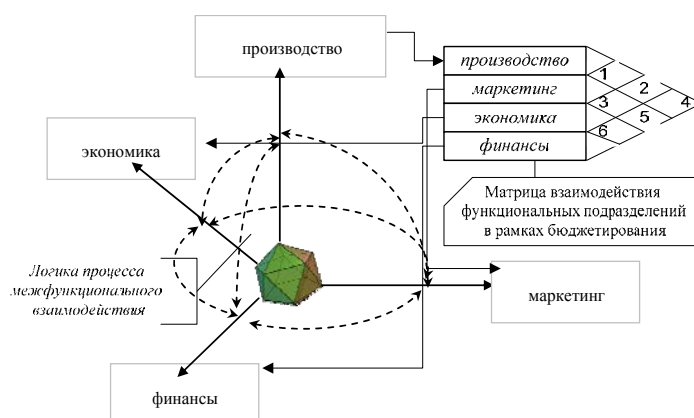 производство
производство
маркетинг
экономика
финансы
1
2
3
4
5
6
экономика
Матрица взаимодействия
функциональных подразделений
в рамках бюджетирования
Логика процесса
межфункционального
взаимодействия
маркетинг
финансы